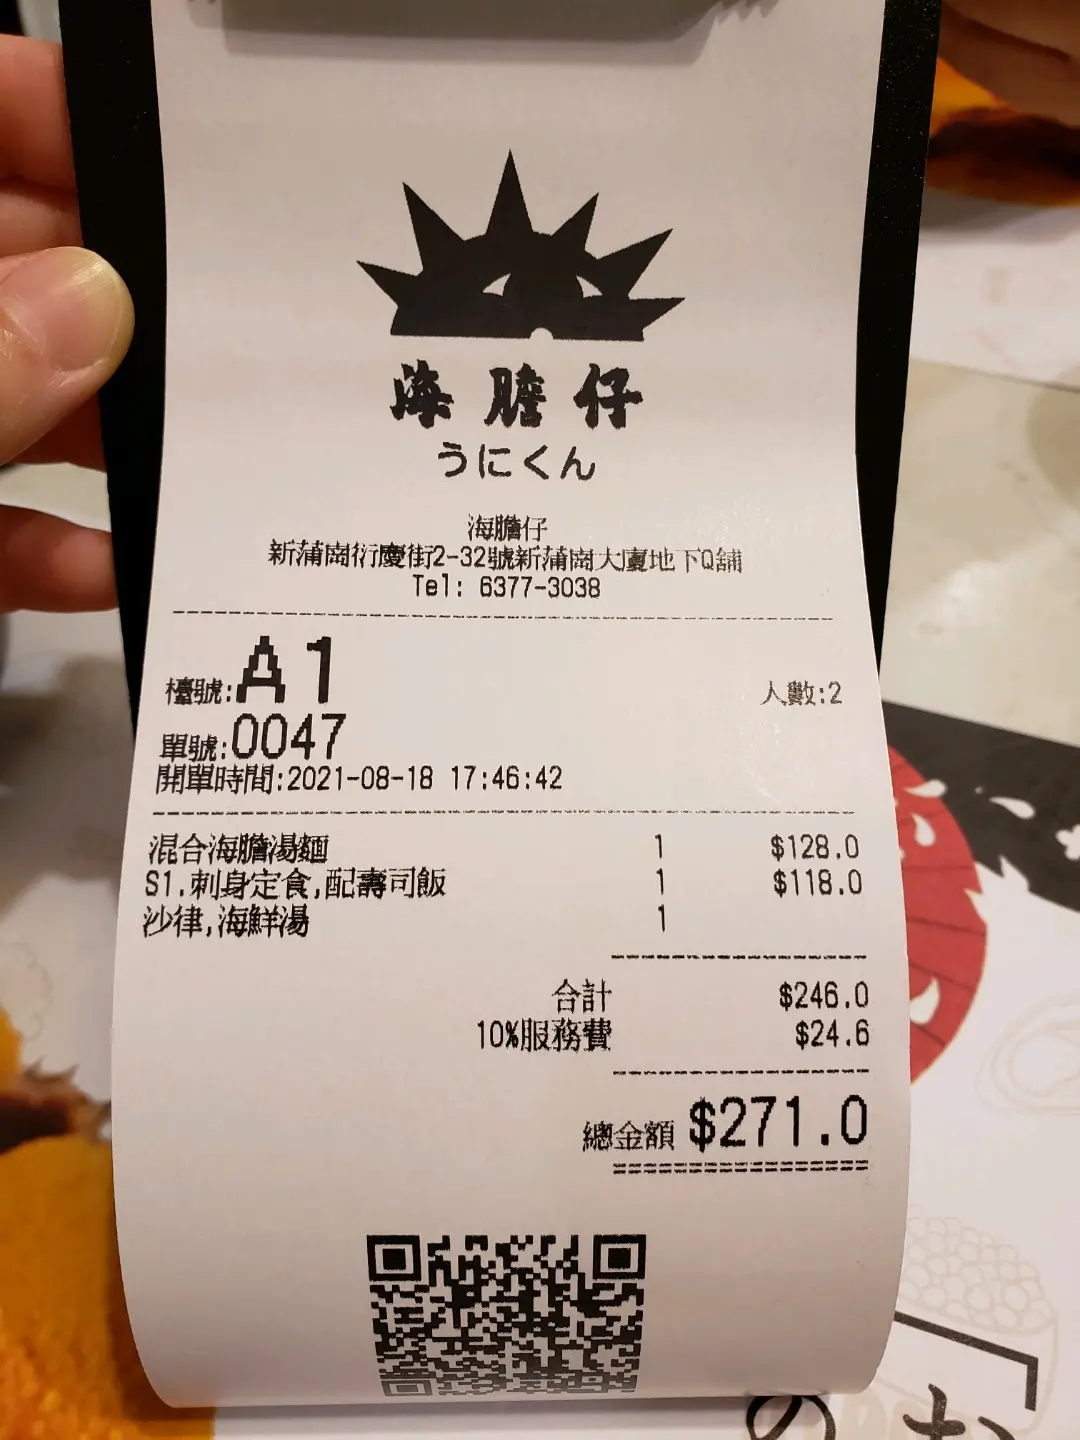 海膽仔
うにくん
海膽仔
新蒲崗衍慶街2-32號新蒲崗大廈地下Q舖
Tel: 6377-3038
檯號:A1 人數:2
單號:0047
開單時間:2021-08-18 17:46:42
混合海膽湯麵 1 $128.0
S1.刺身定食,配壽司飯 1 $118.0
沙律,海鮮湯 1
合計 $246.0
10%服務費 $24.6
總金額 $271.0
「
の